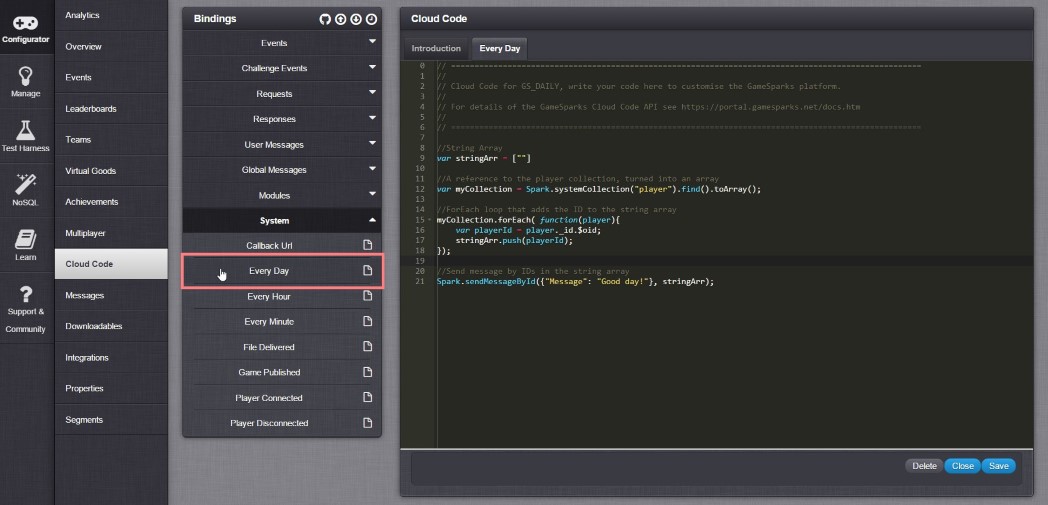 Configurator
Manage
Test Harness
NoSQL
Learn
Support &
Community
Analytics
Overview
Events
Leaderboards
Teams
Virtual Goods
Achievements
Multiplayer
Cloud Code
Messages
Downloadables
Integrations
Properties
Segments
Bindings
Events
Challenge Events
Requests
Responses
User Messages
Global Messages
Modules
System
Callback Url
Every Day
Every Hour
Every Minute
File Delivered
Game Published
Player Connected
Player Disconnected
Cloud Code
Introduction Every Day
0 // ====================================================================================================
1 //
2 // Cloud Code for GS_DAILY, write your code here to customise the GameSparks platform.
3 //
4 // For details of the GameSparks Cloud Code API see https://portal.gamesparks.net/docs.htm
5 //
6 // ====================================================================================================
7
8 //String Array
9 var stringArr = [""]
10
11 //A reference to the player collection, turned into an array
12 var myCollection = Spark.systemCollection("player").find().toArray();
13
14 //ForEach loop that adds the ID to the string array
15 myCollection.forEach( function(player){
16 var playerId = player._id.$oid;
17 stringArr.push(playerId);
18 });
19
20 //Send message by IDs in the string array
21 Spark.sendMessageById({"Message": "Good day!"}, stringArr);
Delete Close Save